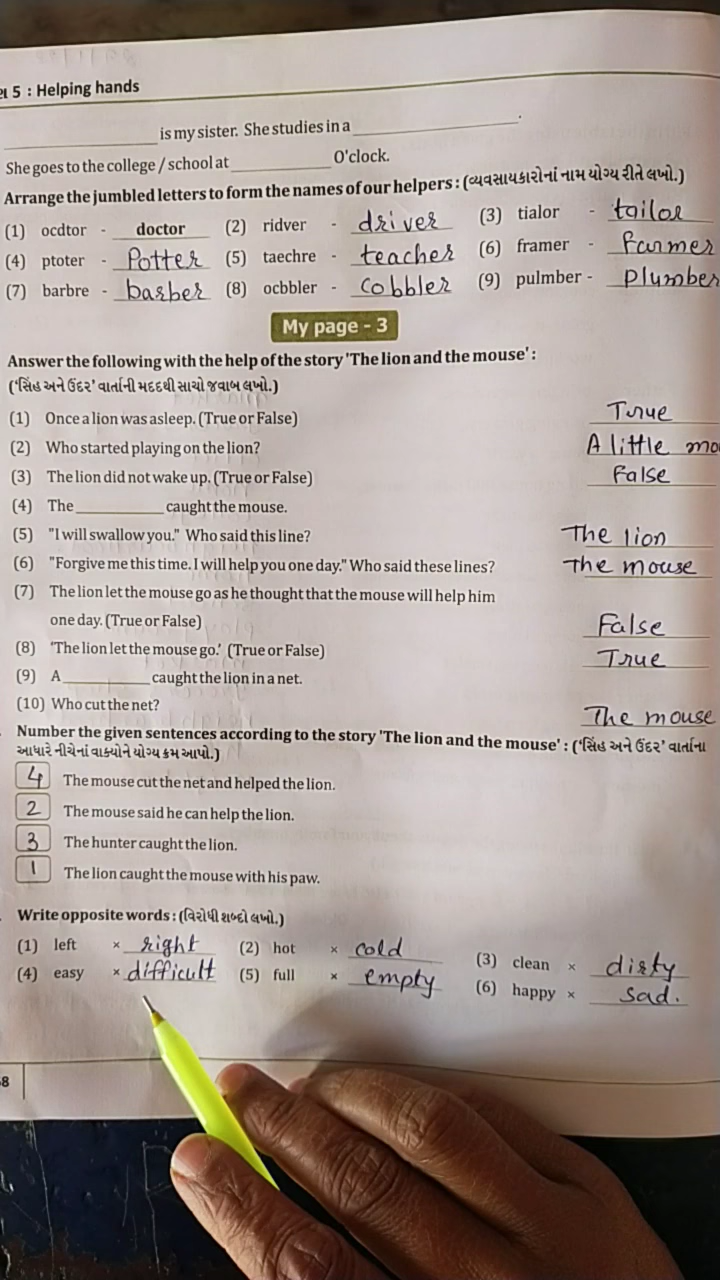 5 : Helping hands
____________ is my sister. She studies in a ____________.
She goes to the college / school at ________ O'clock.
Arrange the jumbled letters to form the names of our helpers : (વ્યવસાયકારોનાં નામ યોગ્ય રીતે લખો.)
(1) ocdtor - doctor (2) ridver - driver (3) tialor - tailor
(4) ptoter - Potter (5) taechre - teacher (6) framer - Farmer
(7) barbre - barber (8) ocbbler - Cobbler (9) pulmber - Plumber
My page - 3
Answer the following with the help of the story 'The lion and the mouse' :
('સિંહ અને ઉંદર' વાર્તાની મદદથી સાચો જવાબ લખો.)
(1) Once a lion was asleep. (True or False) True
(2) Who started playing on the lion? A little mo
(3) The lion did not wake up. (True or False) False
(4) The ________ caught the mouse.
(5) "I will swallow you." Who said this line? The lion
(6) "Forgive me this time. I will help you one day." Who said these lines? The mouse
(7) The lion let the mouse go as he thought that the mouse will help him
one day. (True or False) False
(8) 'The lion let the mouse go.' (True or False) True
(9) A ________ caught the lion in a net.
(10) Who cut the net? The mouse
Number the given sentences according to the story 'The lion and the mouse' : ('સિંહ અને ઉંદર' વાર્તાના
આધારે નીચેનાં વાક્યોને યોગ્ય ક્રમ આપો.)
4 The mouse cut the net and helped the lion.
2 The mouse said he can help the lion.
3 The hunter caught the lion.
1 The lion caught the mouse with his paw.
Write opposite words : (વિરોધી શબ્દો લખો.)
(1) left × right (2) hot × cold (3) clean × dirty
(4) easy × difficult (5) full × empty (6) happy × sad.
8